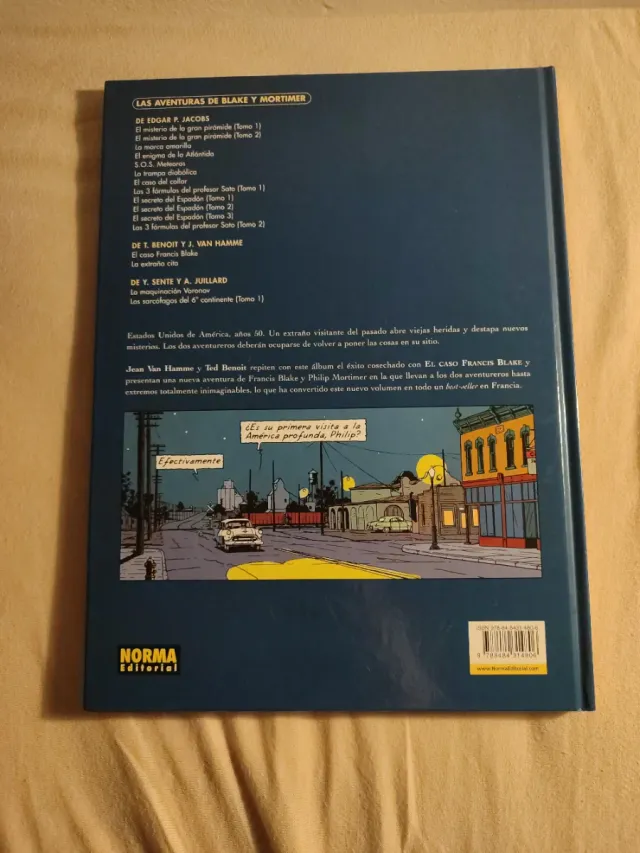 LAS AVENTURAS DE BLAKE Y MORTIMER
DE EDGAR P. JACOBS
El misterio de la gran pirámide (Tomo 1)
El misterio de la gran pirámide (Tomo 2)
La marca amarilla
El enigma de la Atlántida
S.O.S. Meteoros
La trampa diabólica
El caso del collar
Las 3 fórmulas del profesor Sato (Tomo 1)
El secreto del Espadón (Tomo 1)
El secreto del Espadón (Tomo 2)
El secreto del Espadón (Tomo 3)
Las 3 fórmulas del profesor Sato (Tomo 2)
DE T. BENOIT Y J. VAN HAMME
El caso Francis Blake
La extraña cita
DE Y. SENTE Y A. JUILLARD
La maquinación Voronov
Los sarcófagos del 6º continente (Tomo 1)
Estados Unidos de América, años 50. Un extraño visitante del pasado abre viejas heridas y destapa nuevos
misterios. Los dos aventureros deberán ocuparse de volver a poner las cosas en su sitio.
Jean Van Hamme y Ted Benoit repiten con este álbum el éxito cosechado con EL CASO FRANCIS BLAKE y
presentan una nueva aventura de Francis Blake y Philip Mortimer en la que llevan a los dos aventureros hasta
extremos totalmente inimaginables, lo que ha convertido este nuevo volumen en todo un best-seller en Francia.
¿Es su primera visita a la
América profunda, Philip?
Efectivamente
NORMA
Editorial
9 788484 314806
www.NormaEditorial.com